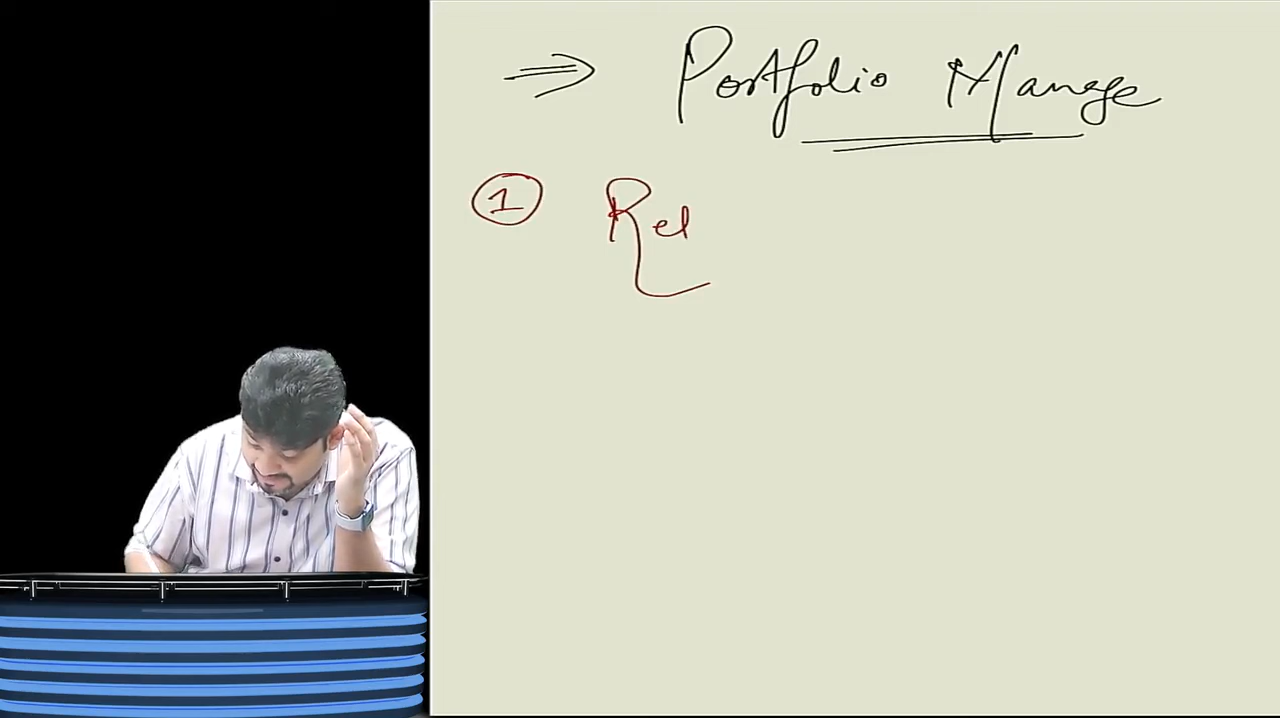 ⇒ Portfolio Manage
① Rel